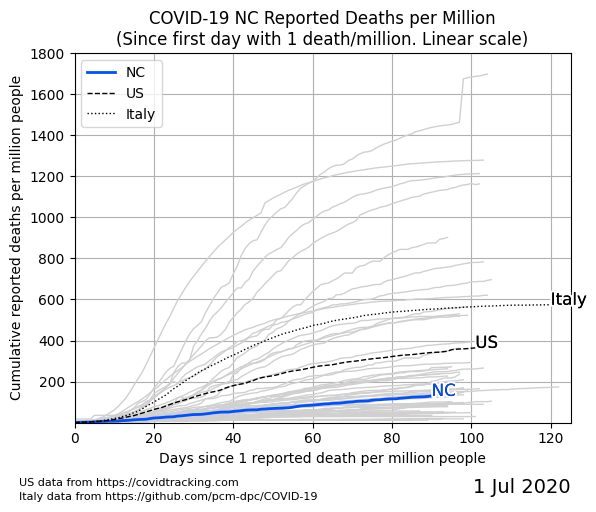 COVID-19 NC Reported Deaths per Million
(Since first day with 1 death/million. Linear scale)
Cumulative reported deaths per million people
1800
1600
1400
1200
1000
800
600
400
200
NC
US
Italy
Italy
US
NC
0 20 40 60 80 100 120
Days since 1 reported death per million people
US data from https://covidtracking.com
Italy data from https://github.com/pcm-dpc/COVID-19
1 Jul 2020